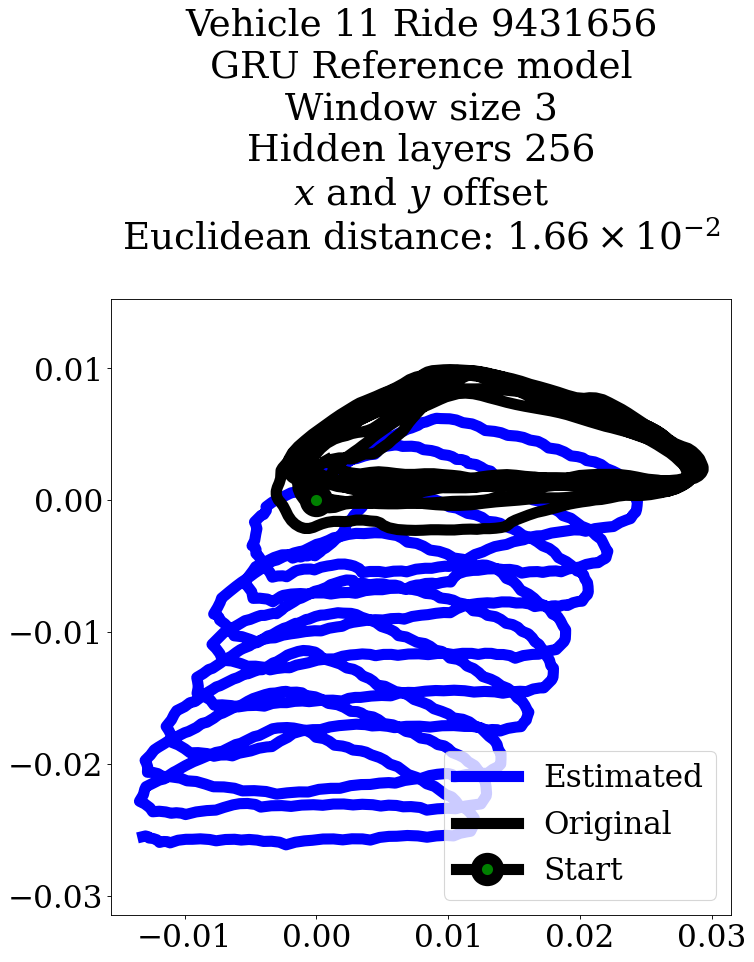 Vehicle 11 Ride 9431656
GRU Reference model
Window size 3
Hidden layers 256
x and y offset
Euclidean distance: 1.66 × 10⁻²
0.01
0.00
−0.01
−0.02
−0.03
Estimated
Original
Start
−0.01 0.00 0.01 0.02 0.03